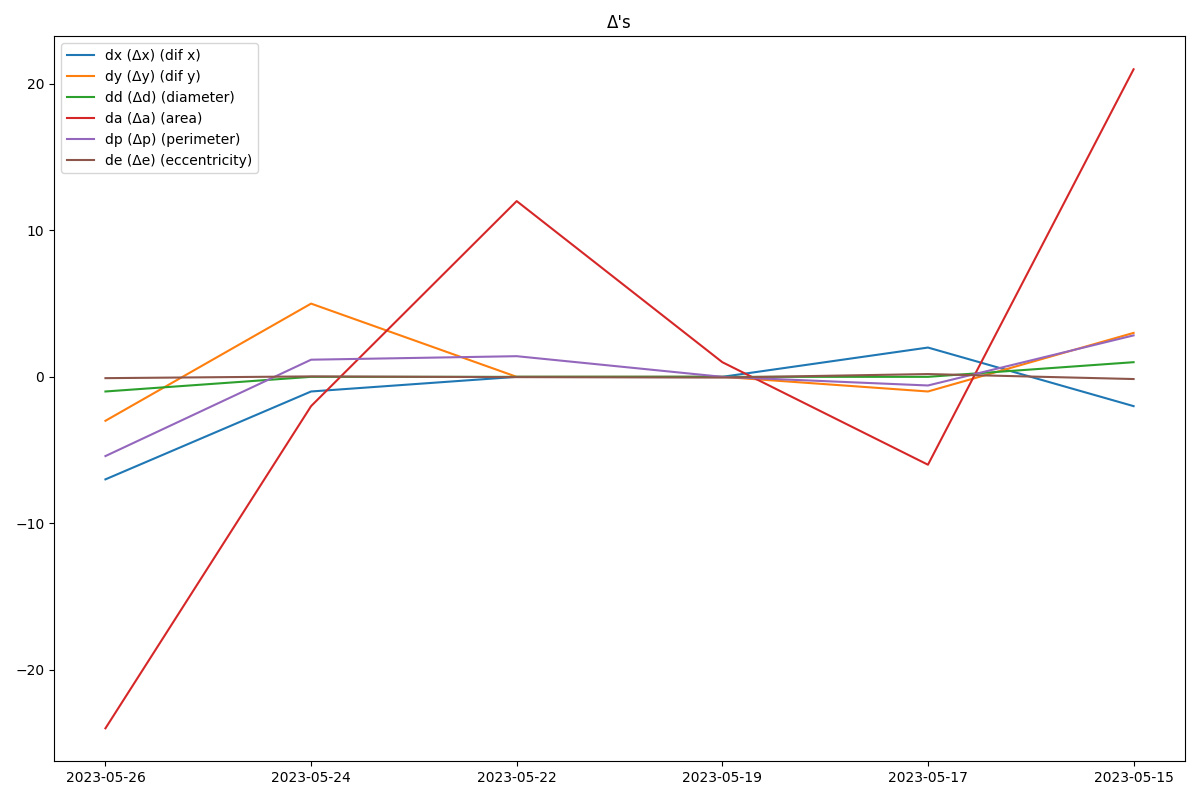 Δ's
dx (Δx) (dif x)
dy (Δy) (dif y)
dd (Δd) (diameter)
da (Δa) (area)
dp (Δp) (perimeter)
de (Δe) (eccentricity)
20
10
0
−10
−20
2023-05-26 2023-05-24 2023-05-22 2023-05-19 2023-05-17 2023-05-15